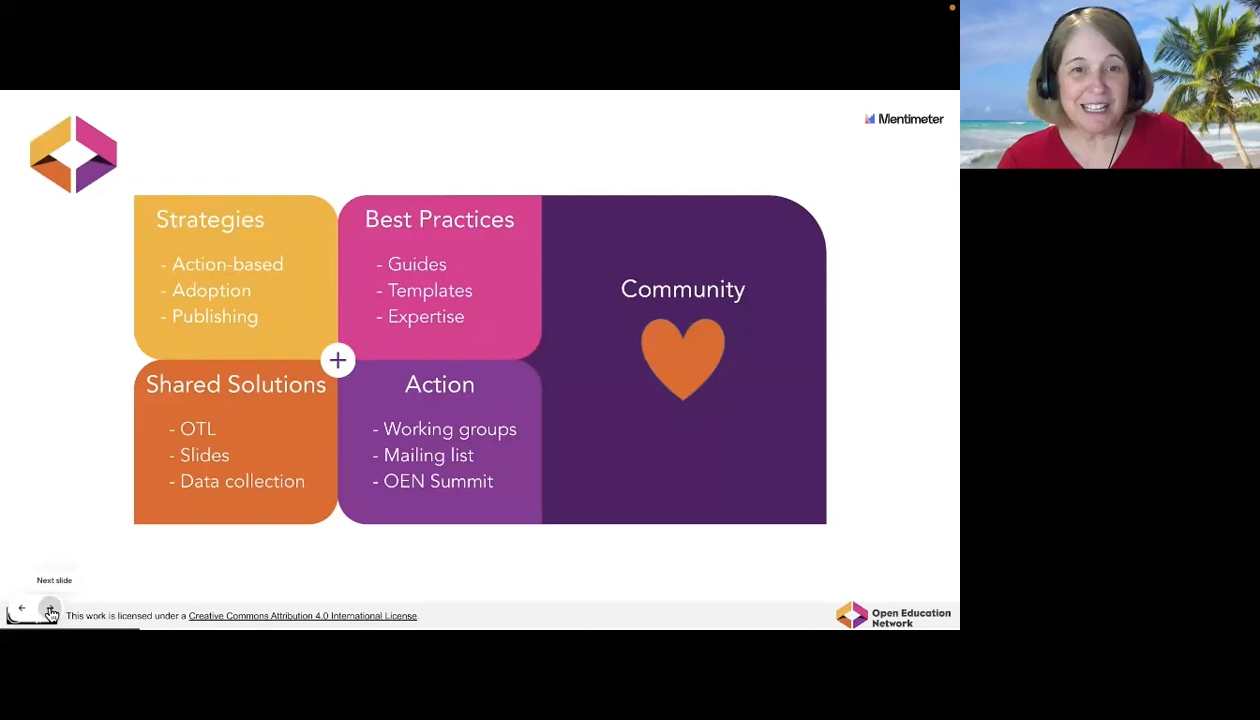 Mentimeter
Strategies
- Action-based
- Adoption
- Publishing
Best Practices
- Guides
- Templates
- Expertise
Community
+
Shared Solutions
- OTL
- Slides
- Data collection
Action
- Working groups
- Mailing list
- OEN Summit
Next slide
This work is licensed under a Creative Commons Attribution 4.0 International License.
Open Education
Network